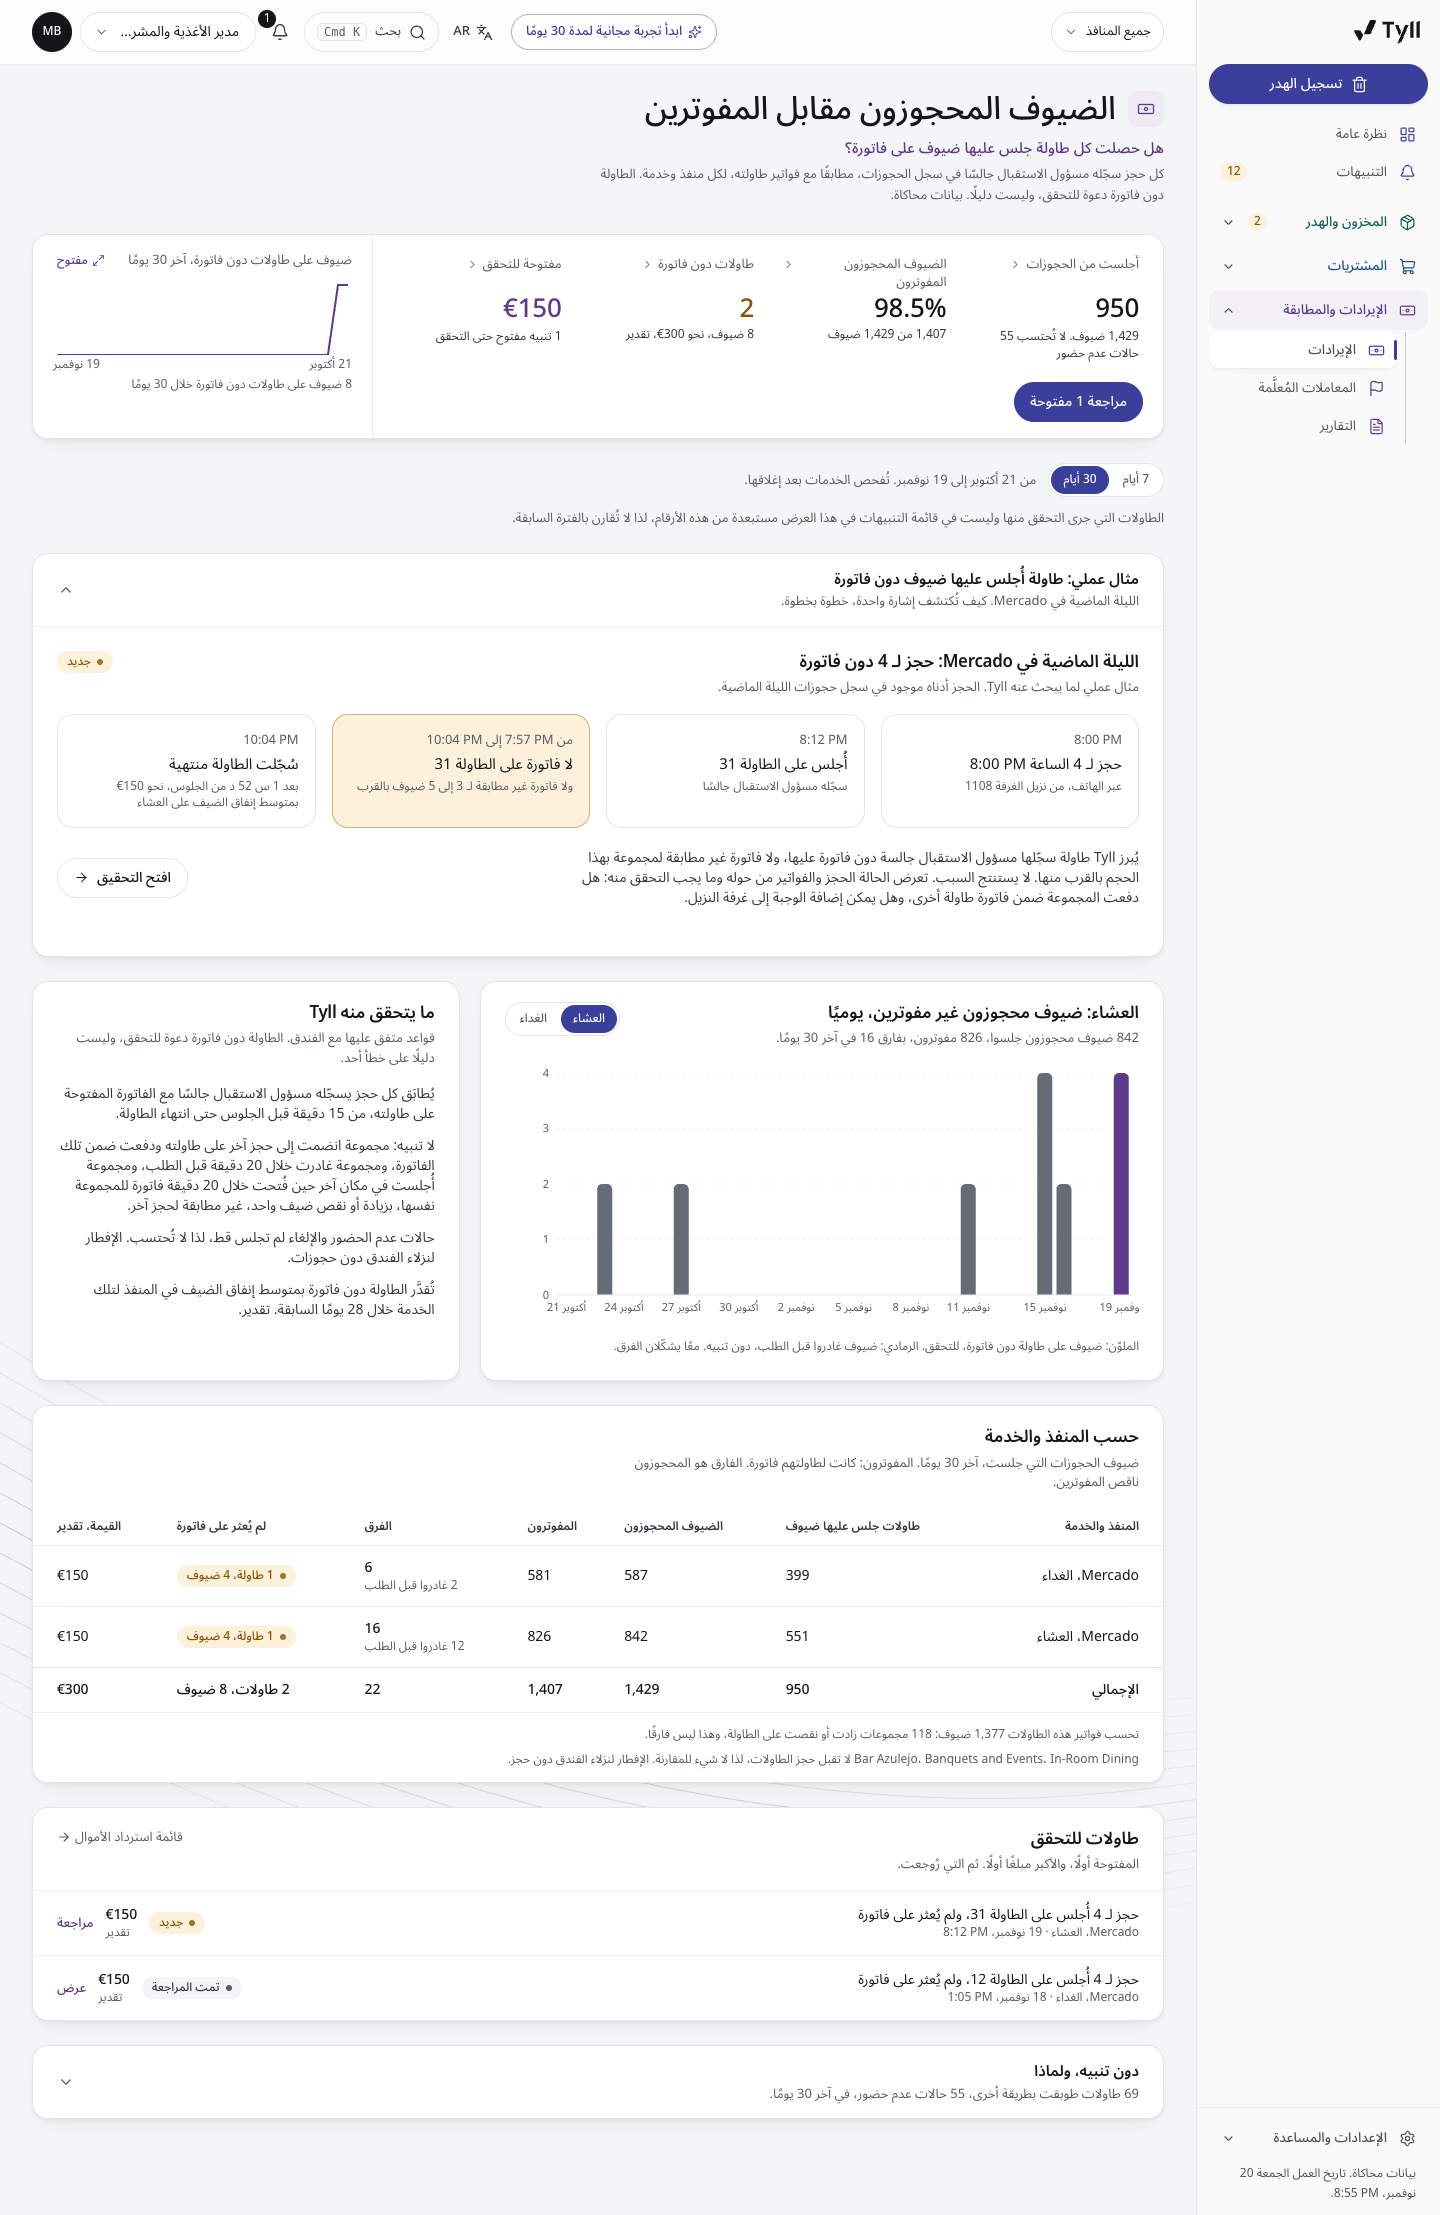 Tyll
تسجيل الهدر
نظرة عامة
التنبيهات
12
المخزون والهدر
2
المشتريات
الإيرادات والمطابقة
الإيرادات
المعاملات المُعلَّمة
التقارير
الإعدادات والمساعدة
بيانات محاكاة. تاريخ العمل الجمعة 20
نوفمبر، 8:55 PM.
جميع المنافذ
ابدأ تجربة مجانية لمدة 30 يومًا
AR
بحث
Cmd K
1
مدير الأغذية والمشر...
MB
الضيوف المحجوزون مقابل المفوترين
هل حصلت كل طاولة جلس عليها ضيوف على فاتورة؟
كل حجز سجّله مسؤول الاستقبال جالسًا في سجل الحجوزات، مطابقًا مع فواتير طاولته، لكل منفذ وخدمة. الطاولة
دون فاتورة دعوة للتحقق، وليست دليلًا. بيانات محاكاة.
أجلست من الحجوزات
950
1,429 ضيوف. لا تُحتسب 55
حالات عدم حضور
الضيوف المحجوزون
المفوترون
98.5%
1,407 من 1,429 ضيوف
طاولات دون فاتورة
2
8 ضيوف، نحو 300€، تقدير
مفتوحة للتحقق
€150
1 تنبيه مفتوح حتى التحقق
مراجعة 1 مفتوحة
ضيوف على طاولات دون فاتورة، آخر 30 يومًا
مفتوح
21 أكتوبر
19 نوفمبر
8 ضيوف على طاولات دون فاتورة خلال 30 يومًا
7 أيام
30 أيام
من 21 أكتوبر إلى 19 نوفمبر. تُفحص الخدمات بعد إغلاقها.
الطاولات التي جرى التحقق منها وليست في قائمة التنبيهات في هذا العرض مستبعدة من هذه الأرقام، لذا لا تُقارن بالفترة السابقة.
مثال عملي: طاولة أُجلس عليها ضيوف دون فاتورة
الليلة الماضية في Mercado. كيف تُكتشف إشارة واحدة، خطوة بخطوة.
الليلة الماضية في Mercado: حجز لـ 4 دون فاتورة
جديد
مثال عملي لما يبحث عنه Tyll. الحجز أدناه موجود في سجل حجوزات الليلة الماضية.
8:00 PM
حجز لـ 4 الساعة 8:00 PM
عبر الهاتف، من نزيل الغرفة 1108
8:12 PM
أُجلس على الطاولة 31
سجّله مسؤول الاستقبال جالسًا
من 7:57 PM إلى 10:04 PM
لا فاتورة على الطاولة 31
ولا فاتورة غير مطابقة لـ 3 إلى 5 ضيوف بالقرب
10:04 PM
سُجّلت الطاولة منتهية
بعد 1 س 52 د من الجلوس، نحو 150€
بمتوسط إنفاق الضيف على العشاء
يُبرز Tyll طاولة سجّلها مسؤول الاستقبال جالسة دون فاتورة عليها، ولا فاتورة غير مطابقة لمجموعة بهذا
الحجم بالقرب منها. لا يستنتج السبب. تعرض الحالة الحجز والفواتير من حوله وما يجب التحقق منه: هل
دفعت المجموعة ضمن فاتورة طاولة أخرى، وهل يمكن إضافة الوجبة إلى غرفة النزيل.
افتح التحقيق
العشاء: ضيوف محجوزون غير مفوترين، يوميًا
842 ضيوف محجوزون جلسوا، 826 مفوترون، بفارق 16 في آخر 30 يومًا.
العشاء
الغداء
4
3
2
1
0
21 أكتوبر
24 أكتوبر
27 أكتوبر
30 أكتوبر
2 نوفمبر
5 نوفمبر
8 نوفمبر
11 نوفمبر
15 نوفمبر
19 وفمبر
الملوّن: ضيوف على طاولة دون فاتورة، للتحقق. الرمادي: ضيوف غادروا قبل الطلب، دون تنبيه. معًا يشكّلان الفرق.
ما يتحقق منه Tyll
قواعد متفق عليها مع الفندق. الطاولة دون فاتورة دعوة للتحقق، وليست
دليلًا على خطأ أحد.
يُطابَق كل حجز يسجّله مسؤول الاستقبال جالسًا مع الفاتورة المفتوحة
على طاولته، من 15 دقيقة قبل الجلوس حتى انتهاء الطاولة.
لا تنبيه: مجموعة انضمت إلى حجز آخر على طاولته ودفعت ضمن تلك
الفاتورة، ومجموعة غادرت خلال 20 دقيقة قبل الطلب، ومجموعة
أُجلست في مكان آخر حين فُتحت خلال 20 دقيقة فاتورة للمجموعة
نفسها، بزيادة أو نقص ضيف واحد، غير مطابقة لحجز آخر.
حالات عدم الحضور والإلغاء لم تجلس قط، لذا لا تُحتسب. الإفطار
لنزلاء الفندق دون حجوزات.
تُقدَّر الطاولة دون فاتورة بمتوسط إنفاق الضيف في المنفذ لتلك
الخدمة خلال 28 يومًا السابقة. تقدير.
حسب المنفذ والخدمة
ضيوف الحجوزات التي جلست، آخر 30 يومًا. المفوترون: كانت لطاولتهم فاتورة. الفارق هو المحجوزون
ناقص المفوترين.
المنفذ والخدمة
طاولات جلس عليها ضيوف
الضيوف المحجوزون
المفوترون
الفرق
لم يُعثر على فاتورة
القيمة، تقدير
Mercado، الغداء
399
587
581
6
2 غادروا قبل الطلب
1 طاولة، 4 ضيوف
€150
Mercado، العشاء
551
842
826
16
12 غادروا قبل الطلب
1 طاولة، 4 ضيوف
€150
الإجمالي
950
1,429
1,407
22
2 طاولات، 8 ضيوف
€300
تحسب فواتير هذه الطاولات 1,377 ضيوف: 118 مجموعات زادت أو نقصت على الطاولة، وهذا ليس فارقًا.
Bar Azulejo، Banquets and Events، In-Room Dining لا تقبل حجز الطاولات، لذا لا شيء للمقارنة. الإفطار لنزلاء الفندق دون حجز.
طاولات للتحقق
قائمة استرداد الأموال
المفتوحة أولًا، والأكبر مبلغًا أولًا. ثم التي رُوجعت.
حجز لـ 4 أُجلس على الطاولة 31، ولم يُعثر على فاتورة
Mercado، العشاء · 19 نوفمبر، 8:12 PM
جديد
€150
تقدير
مراجعة
حجز لـ 4 أُجلس على الطاولة 12، ولم يُعثر على فاتورة
Mercado، الغداء · 18 نوفمبر، 1:05 PM
تمت المراجعة
€150
تقدير
عرض
دون تنبيه، ولماذا
69 طاولات طوبقت بطريقة أخرى، 55 حالات عدم حضور، في آخر 30 يومًا.